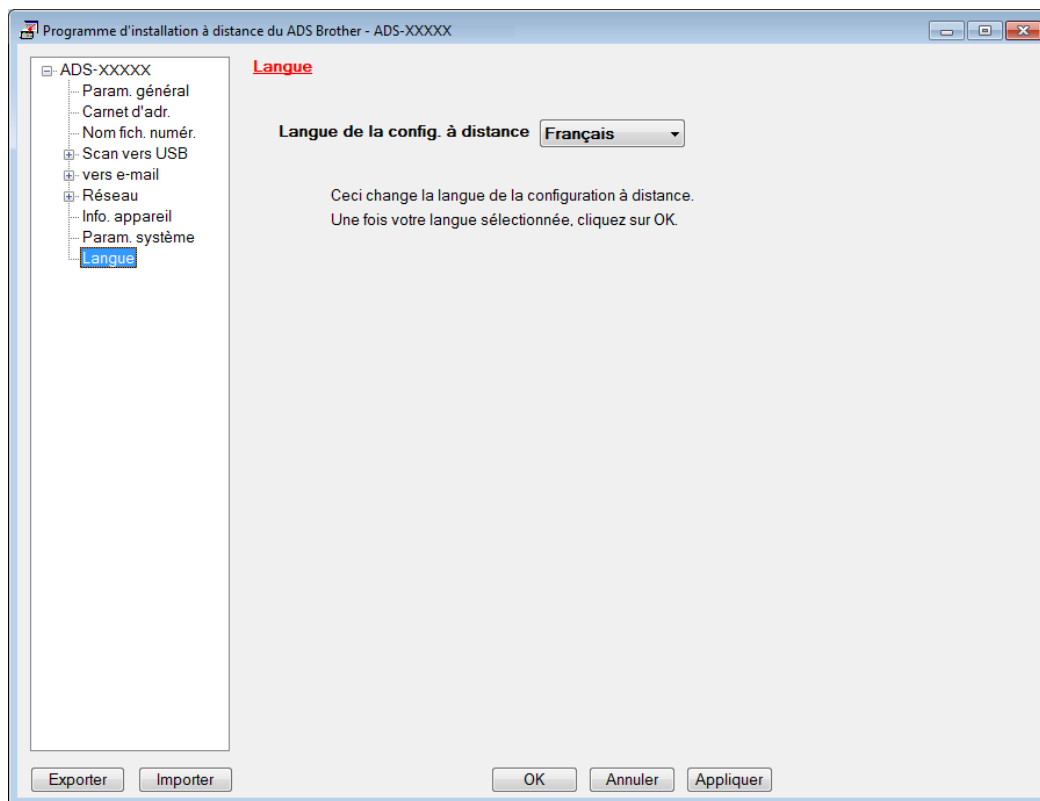 Programme d'installation à distance du ADS Brother - ADS-XXXXX
ADS-XXXXX
Param. général
Carnet d'adr.
Nom fich. numér.
Scan vers USB
vers e-mail
Réseau
Info. appareil
Param. système
Langue
Langue
Langue de la config. à distance Français
Ceci change la langue de la configuration à distance.
Une fois votre langue sélectionnée, cliquez sur OK.
Exporter Importer OK Annuler Appliquer